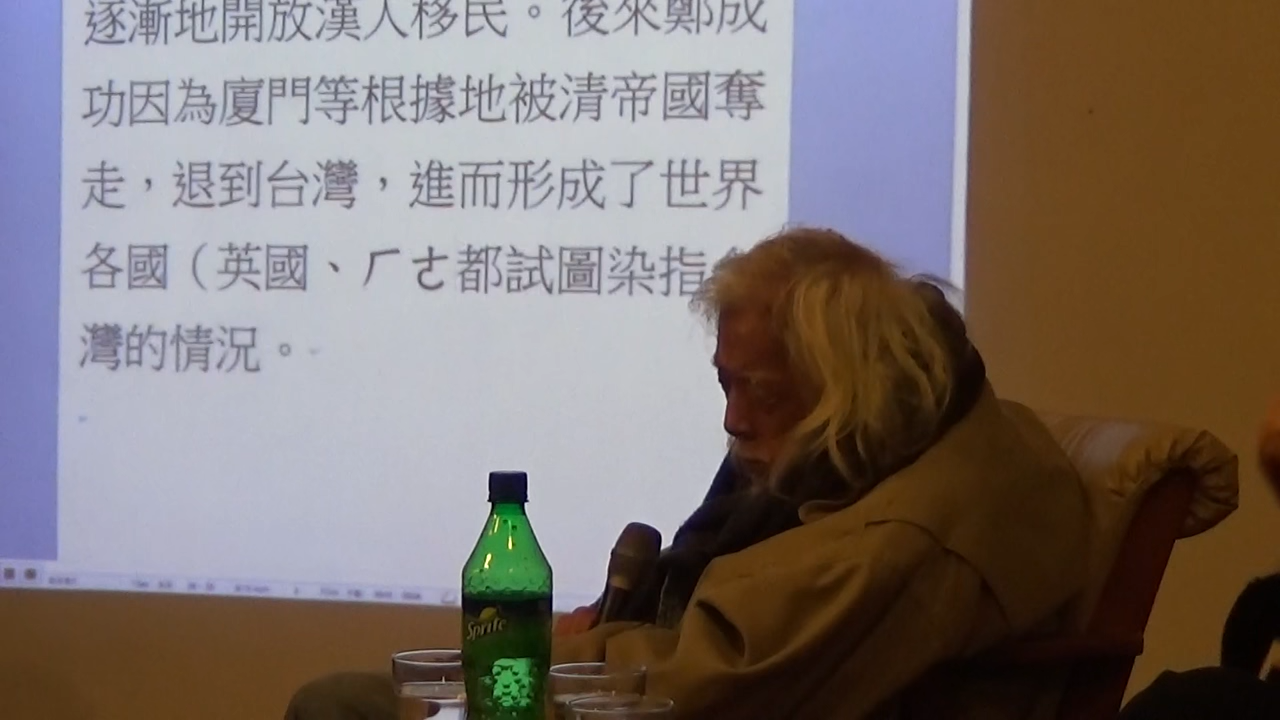 逐漸地開放漢人移民。後來鄭成
功因為廈門等根據地被清帝國奪
走，退到台灣，進而形成了世界
各國（英國、ㄏㄜ都試圖染指
灣的情況。
Sprite